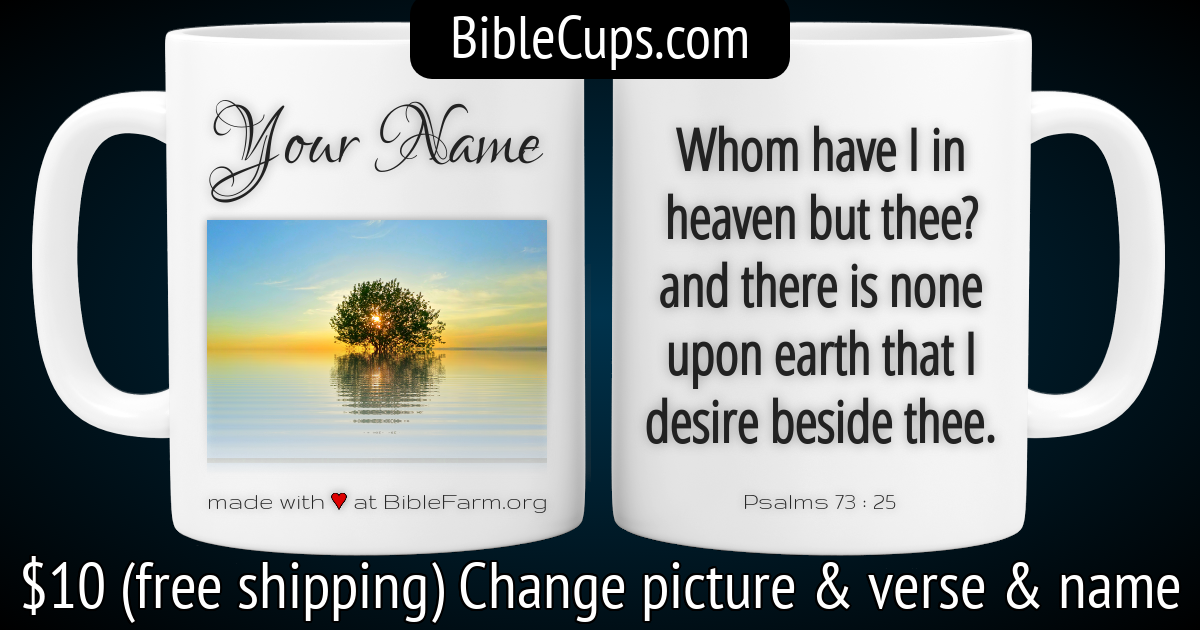 BibleCups.com
Your Name
made with ♥ at BibleFarm.org
Whom have I in
heaven but thee?
and there is none
upon earth that I
desire beside thee.
Psalms 73 : 25
$10 (free shipping) Change picture & verse & name